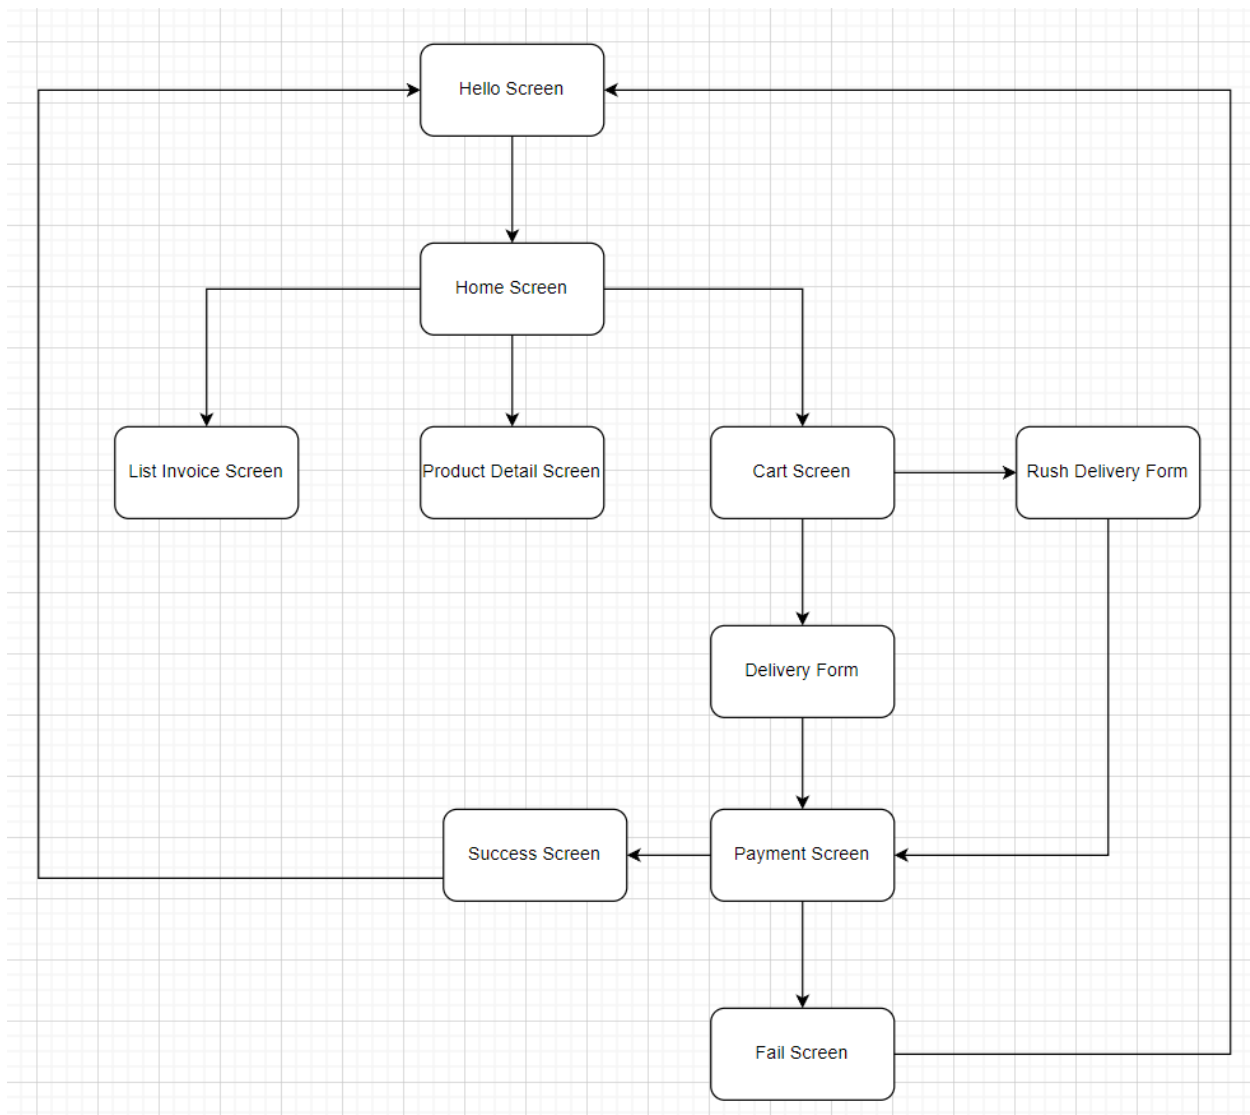 Hello Screen
Home Screen
List Invoice Screen
Product Detail Screen
Cart Screen
Rush Delivery Form
Delivery Form
Success Screen
Payment Screen
Fail Screen